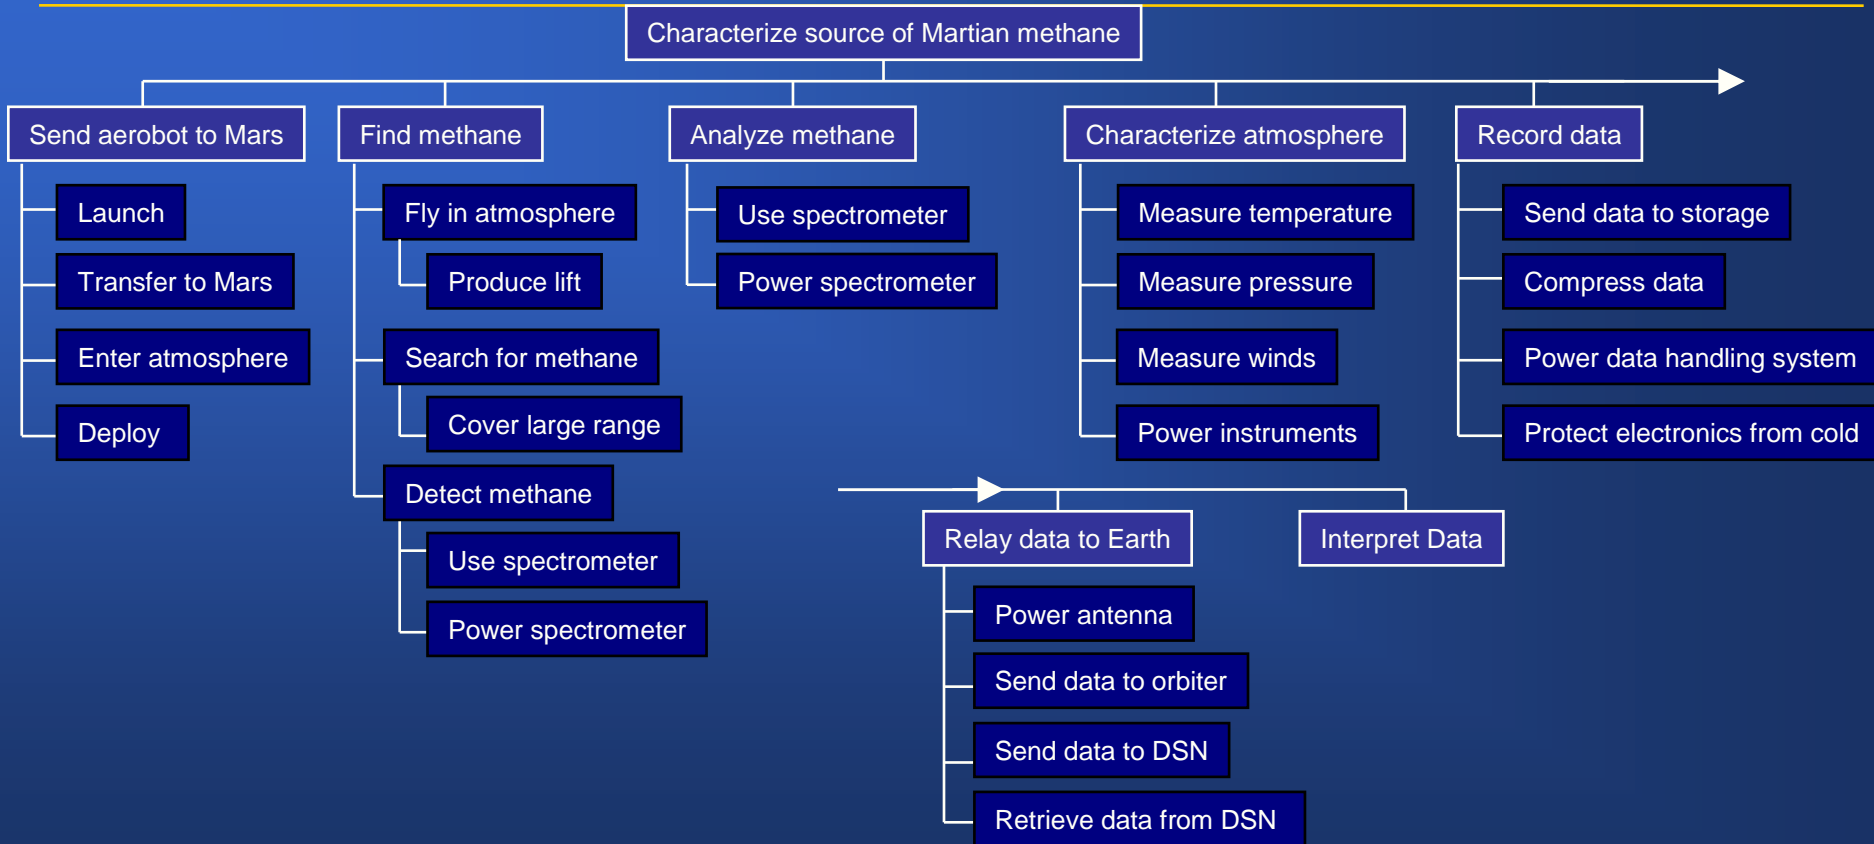 Characterize source of Martian methane
Send aerobot to Mars
Launch
Transfer to Mars
Enter atmosphere
Deploy
Find methane
Fly in atmosphere
Produce lift
Search for methane
Cover large range
Detect methane
Use spectrometer
Power spectrometer
Analyze methane
Use spectrometer
Power spectrometer
Characterize atmosphere
Measure temperature
Measure pressure
Measure winds
Power instruments
Record data
Send data to storage
Compress data
Power data handling system
Protect electronics from cold
Relay data to Earth
Power antenna
Send data to orbiter
Send data to DSN
Retrieve data from DSN
Interpret Data